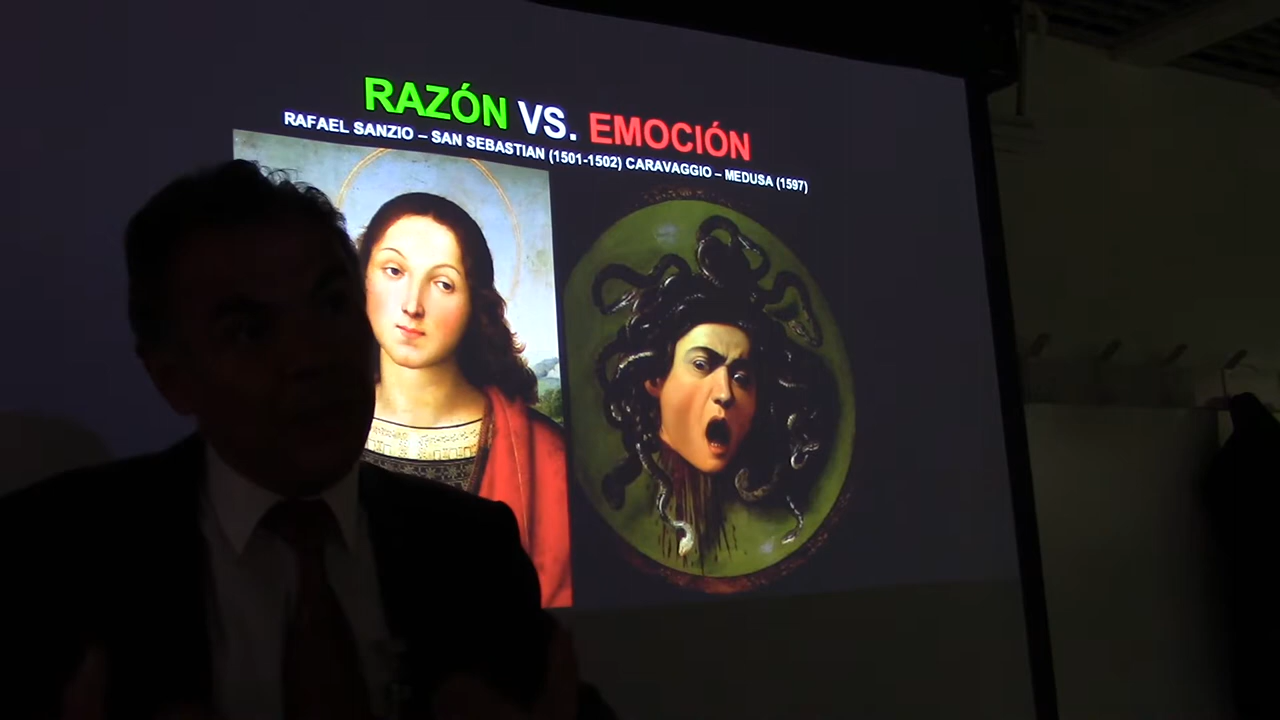 RAZÓN VS. EMOCIÓN
RAFAEL SANZIO – SAN SEBASTIAN (1501-1502) CARAVAGGIO – MEDUSA (1597)